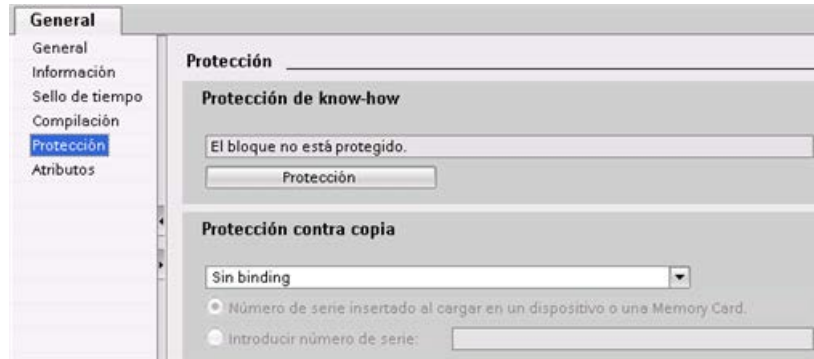 General
General
Información
Sello de tiempo
Compilación
Protección
Atributos
Protección
Protección de know-how
El bloque no está protegido.
Protección
Protección contra copia
Sin binding
Número de serie insertado al cargar en un dispositivo o una Memory Card.
Introducir número de serie: